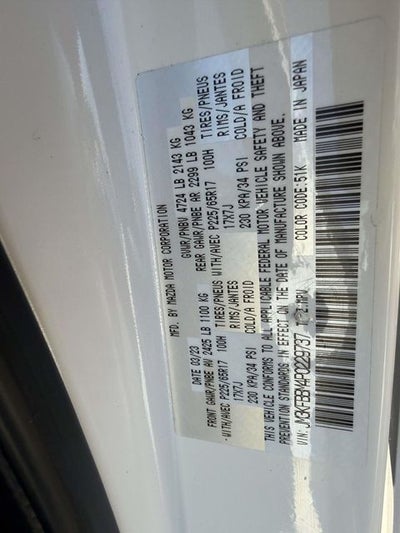 MFD. BY MAZDA MOTOR CORPORATION
DATE 03/23 GVWR/PNBV 4724 LB 2143 KG
FRONT GAWR/PNBE AV 2425 LB 1100 KG REAR GAWR/PNBE AR 2299 LB 1043 KG
TIRES/PNEUS TIRES/PNEUS
-WITH/AVEC P225/65R17 100H WITH/AVEC P225/65R17 100H
RIMS/JANTES RIMS/JANTES
17X7J 17X7J
COLD/A FROID COLD/A FROID
230 KPA/34 PSI 230 KPA/34 PSI
THIS VEHICLE CONFORMS TO ALL APPLICABLE FEDERAL MOTOR VEHICLE SAFETY AND THEFT
PREVENTION STANDARDS IN EFFECT ON THE DATE OF MANUFACTURE SHOWN ABOVE.
VIN: MPV COLOR CODE: 51K MADE IN JAPAN